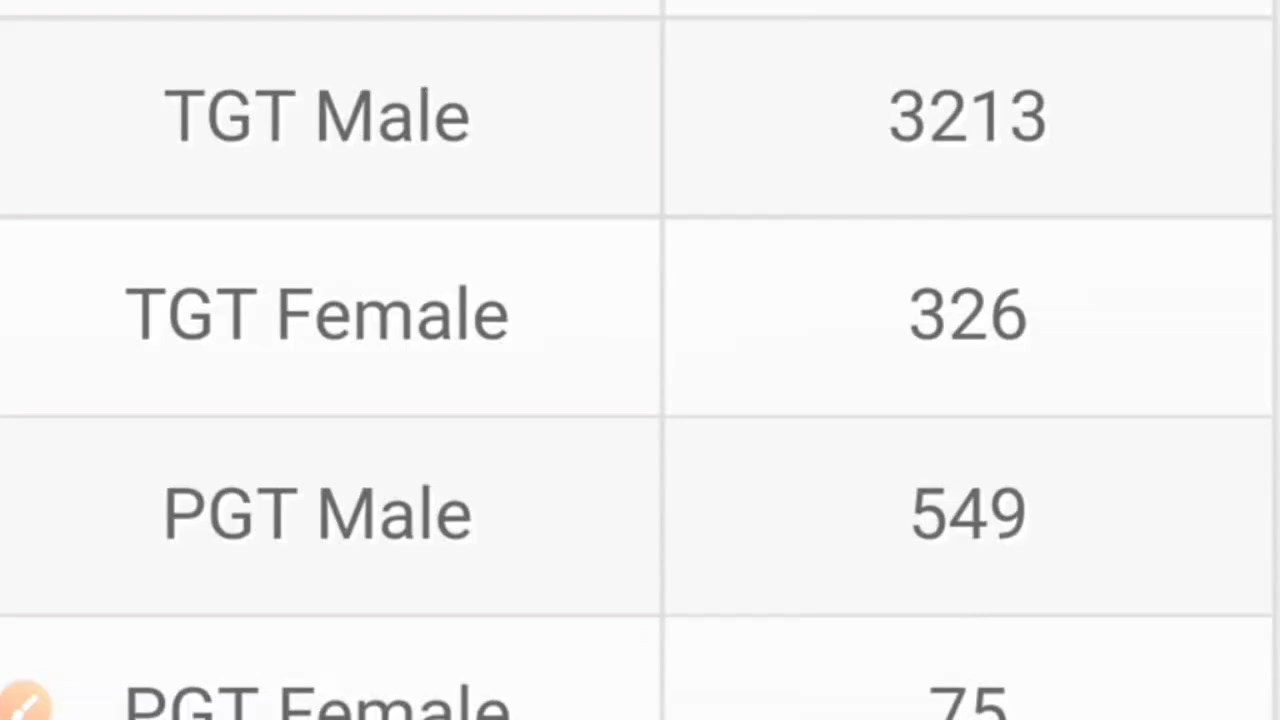 TGT Male 3213
TGT Female 326
PGT Male 549
PGT Female 75